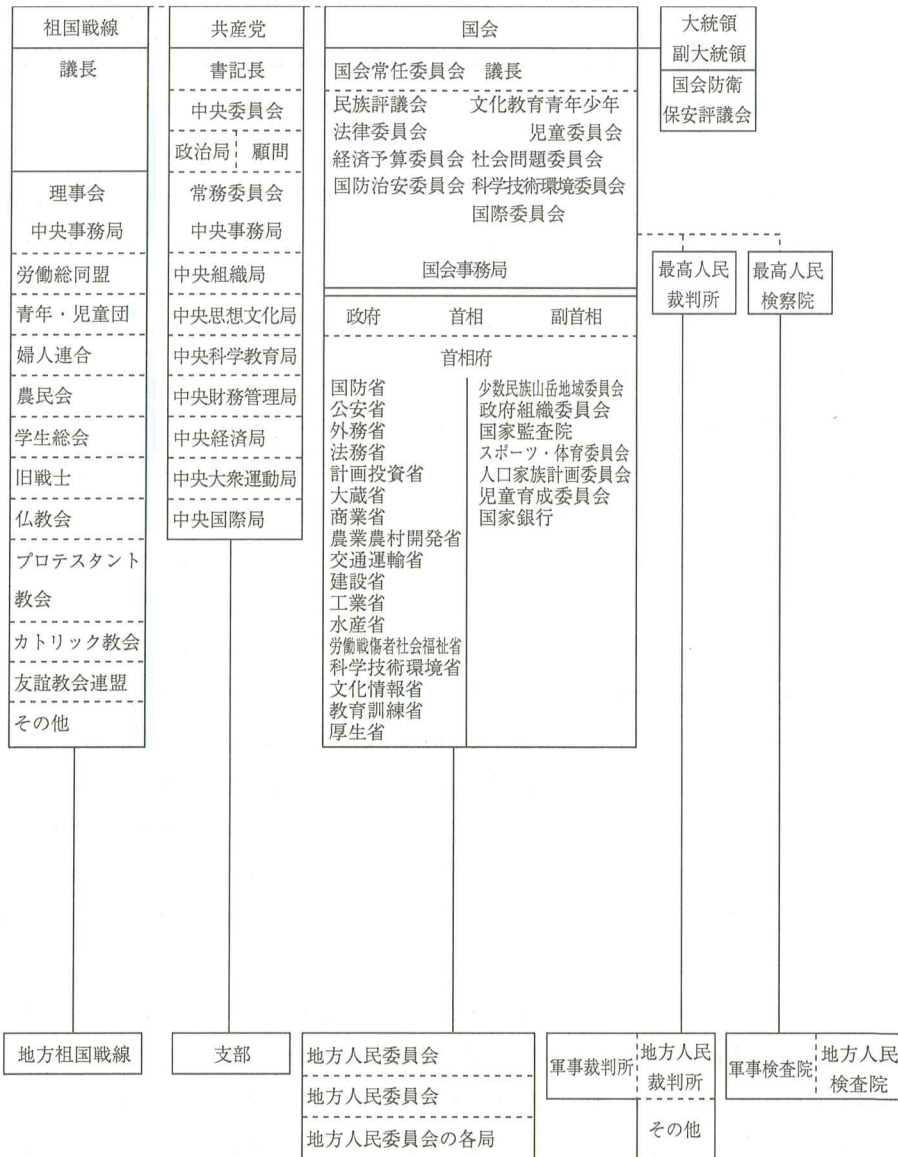 祖国戦線
議長
理事会
中央事務局
労働総同盟
青年・児童団
婦人連合
農民会
学生総会
旧戦士
仏教会
プロテスタント
教会
カトリック教会
友誼教会連盟
その他
地方祖国戦線
共産党
書記長
中央委員会
政治局 顧問
常務委員会
中央事務局
中央組織局
中央思想文化局
中央科学教育局
中央財務管理局
中央経済局
中央大衆運動局
中央国際局
支部
国会
国会常任委員会 議長
民族評議会
法律委員会
経済予算委員会
国防治安委員会
文化教育青年少年
児童委員会
社会問題委員会
科学技術環境委員会
国際委員会
国会事務局
政府 首相 副首相
首相府
国防省
公安省
外務省
法務省
計画投資省
大蔵省
商業省
農業農村開発省
交通運輸省
建設省
工業省
水産省
労働戦傷者社会福祉省
科学技術環境省
文化情報省
教育訓練省
厚生省
少数民族山岳地域委員会
政府組織委員会
国家監査院
スポーツ・体育委員会
人口家族計画委員会
児童育成委員会
国家銀行
地方人民委員会
地方人民委員会
地方人民委員会の各局
大統領
副大統領
国会防衛
保安評議会
最高人民
裁判所
最高人民
検察院
軍事裁判所
地方人民
裁判所
その他
軍事検査院
地方人民
検査院